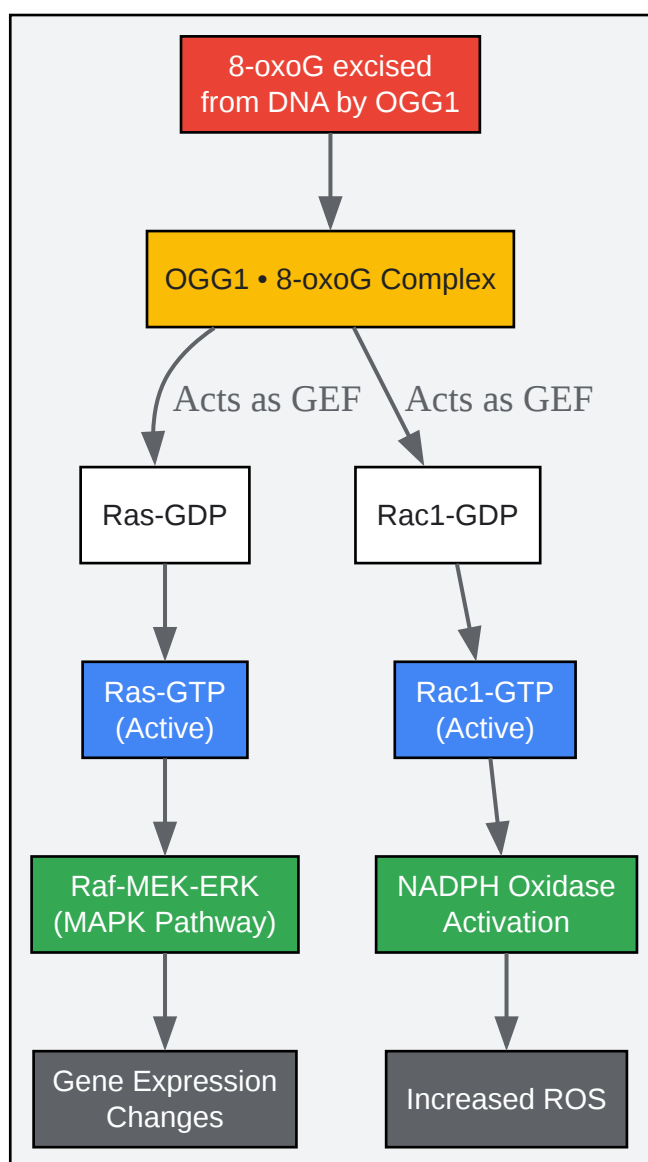 8-oxoG excised
from DNA by OGG1
OGG1 • 8-oxoG Complex
Acts as GEF
Acts as GEF
Ras-GDP
Rac1-GDP
Ras-GTP
(Active)
Rac1-GTP
(Active)
Raf-MEK-ERK
(MAPK Pathway)
NADPH Oxidase
Activation
Gene Expression
Changes
Increased ROS